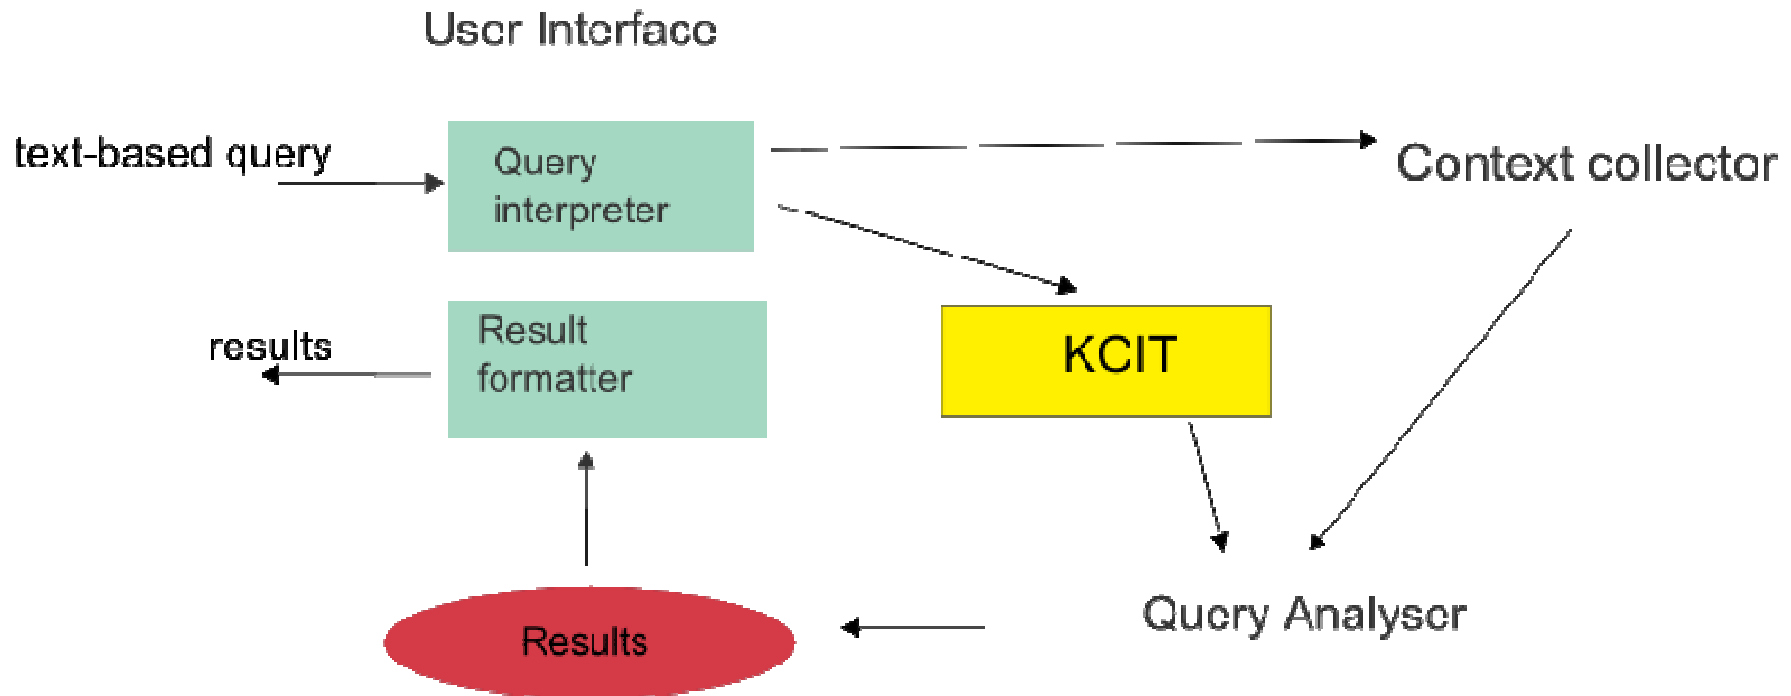 User Interface
text-based query
Query
interpreter
Context collector
results
Result
formatter
KCIT
Results
Query Analyser